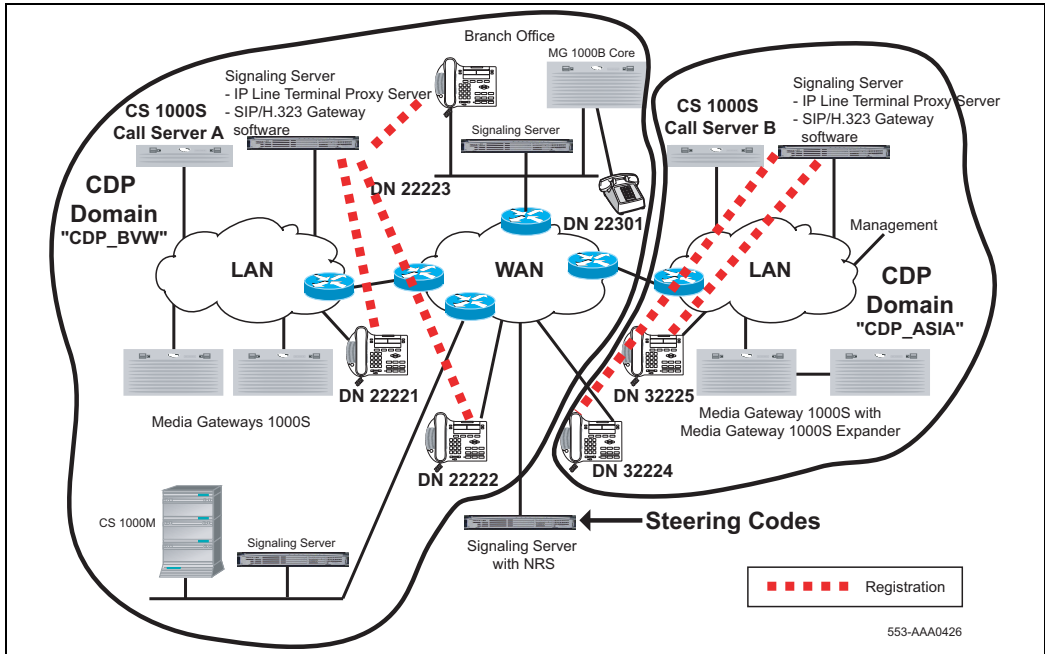 Branch Office
MG 1000B Core
Signaling Server
- IP Line Terminal Proxy Server
- SIP/H.323 Gateway
software
CS 1000S
Call Server A
Signaling Server
Signaling Server
- IP Line Terminal Proxy Server
- SIP/H.323 Gateway
software
CS 1000S
Call Server B
CDP
Domain
"CDP_BVW"
DN 22223
DN 22301
Management
LAN
WAN
LAN
CDP
Domain
"CDP_ASIA"
DN 22221
DN 32225
Media Gateways 1000S
Media Gateway 1000S with
Media Gateway 1000S Expander
DN 22222
DN 32224
CS 1000M
Signaling Server
Steering Codes
Signaling Server
with NRS
Registration
553-AAA0426